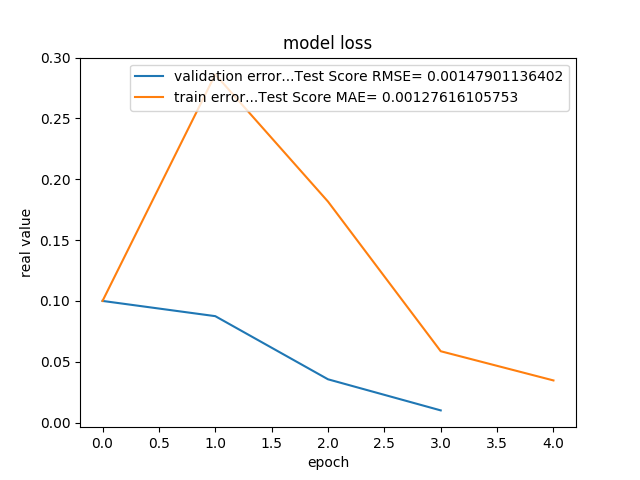 model loss
validation error...Test Score RMSE= 0.00147901136402
train error...Test Score MAE= 0.00127616105753
0.30
0.25
0.20
0.15
0.10
0.05
0.00
real value
0.0 0.5 1.0 1.5 2.0 2.5 3.0 3.5 4.0
epoch